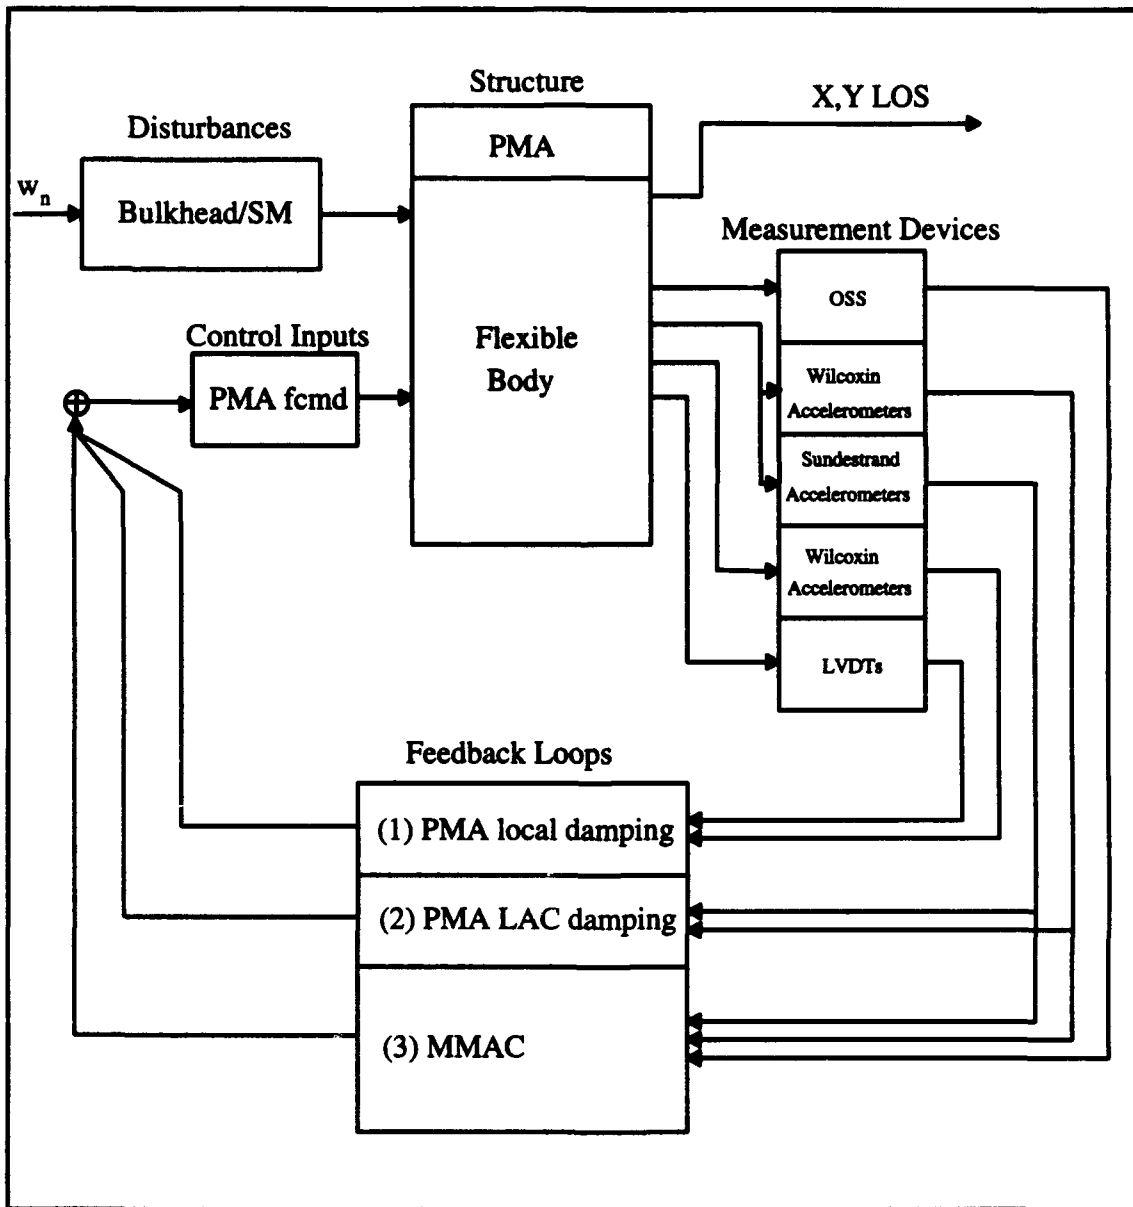 Structure
X,Y LOS
Disturbances
PMA
w_n
Bulkhead/SM
Measurement Devices
OSS
Control Inputs
Flexible
Body
PMA fcmd
Wilcoxin
Accelerometers
Sundestrand
Accelerometers
Wilcoxin
Accelerometers
LVDTs
Feedback Loops
(1) PMA local damping
(2) PMA LAC damping
(3) MMAC